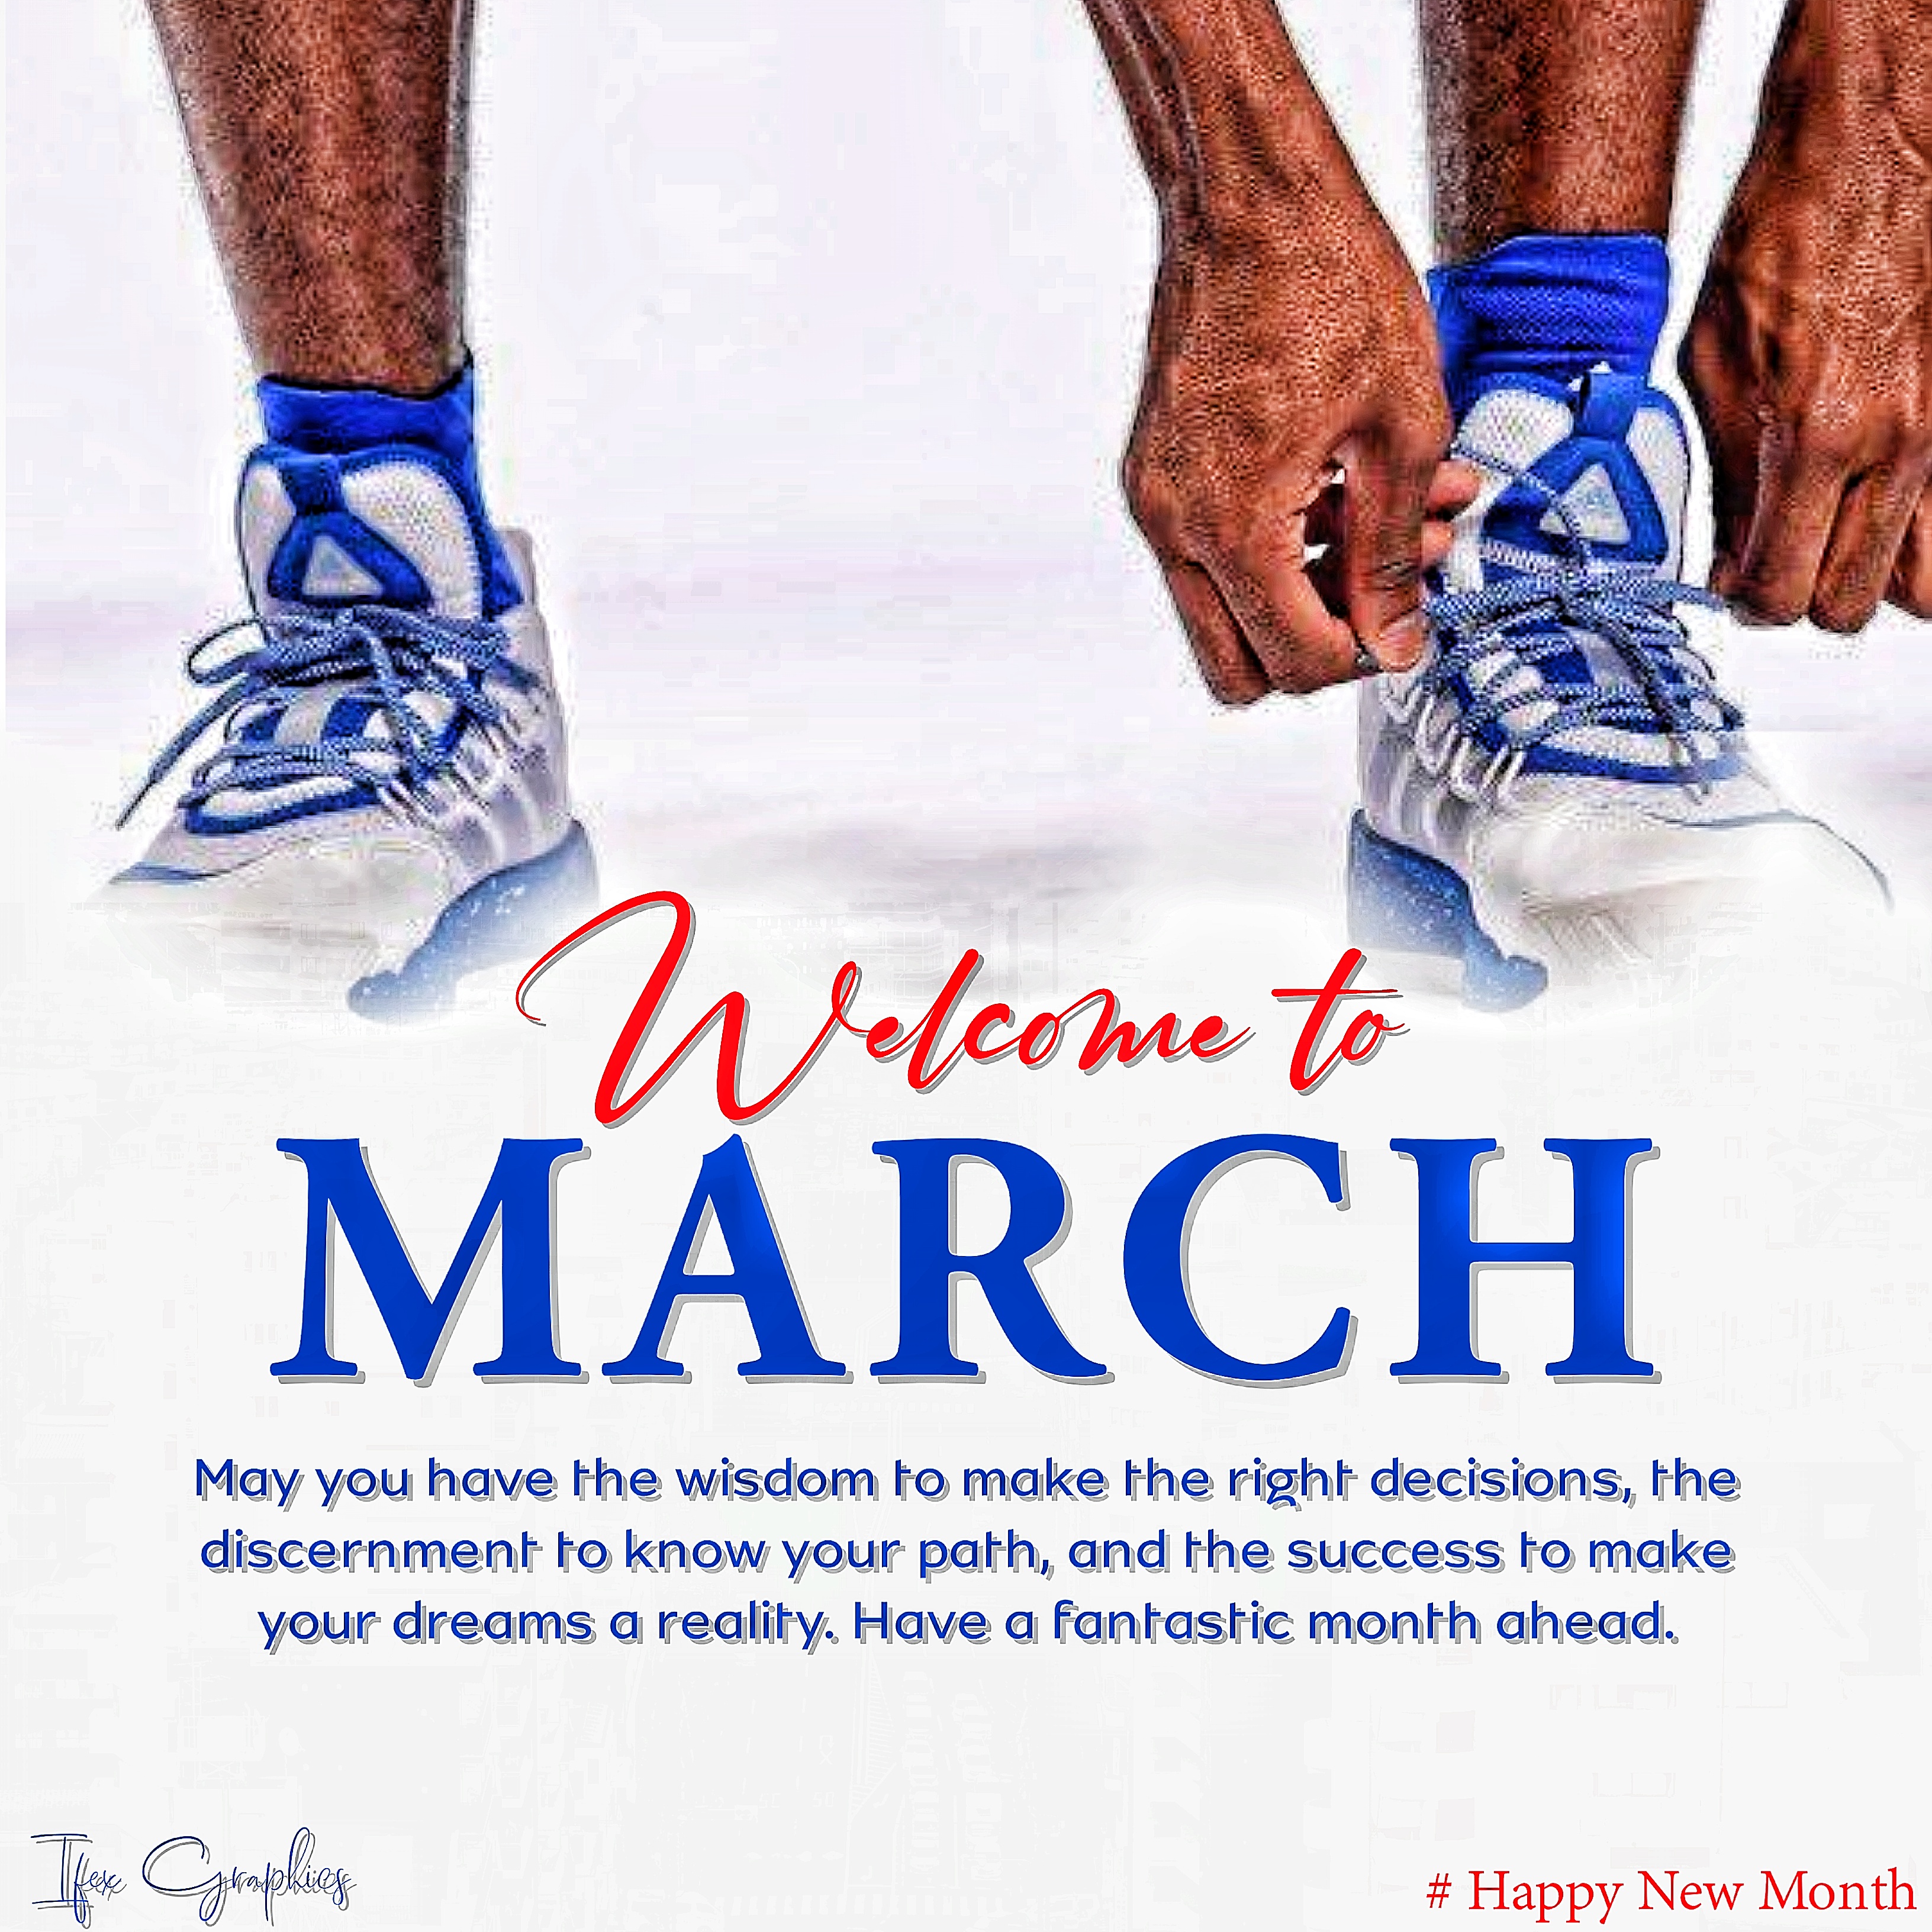 Welcome to
MARCH
May you have the wisdom to make the right decisions, the
discernment to know your path, and the success to make
your dreams a reality. Have a fantastic month ahead.
Ifex Graphics
# Happy New Month